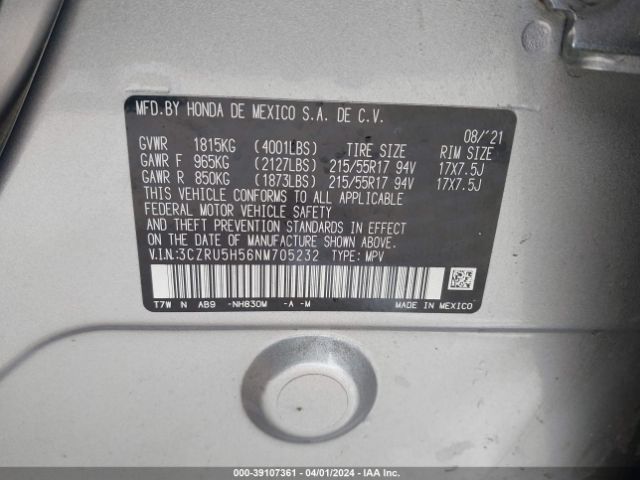 MFD.BY HONDA DE MEXICO S.A. DE C.V.
08/'21
GVWR 1815KG (4001LBS) TIRE SIZE RIM SIZE
GAWR F 965KG (2127LBS) 215/55R17 94V 17X7.5J
GAWR R 850KG (1873LBS) 215/55R17 94V 17X7.5J
THIS VEHICLE CONFORMS TO ALL APPLICABLE
FEDERAL MOTOR VEHICLE SAFETY
AND THEFT PREVENTION STANDARDS IN EFFECT
ON THE DATE OF MANUFACTURE SHOWN ABOVE.
V.I.N.:3CZRU5H56NM705232 TYPE: MPV
T7W N AB9 -NH830M -A -M MADE IN MEXICO
000-39107361 | 04/01/2024 - IAA Inc.